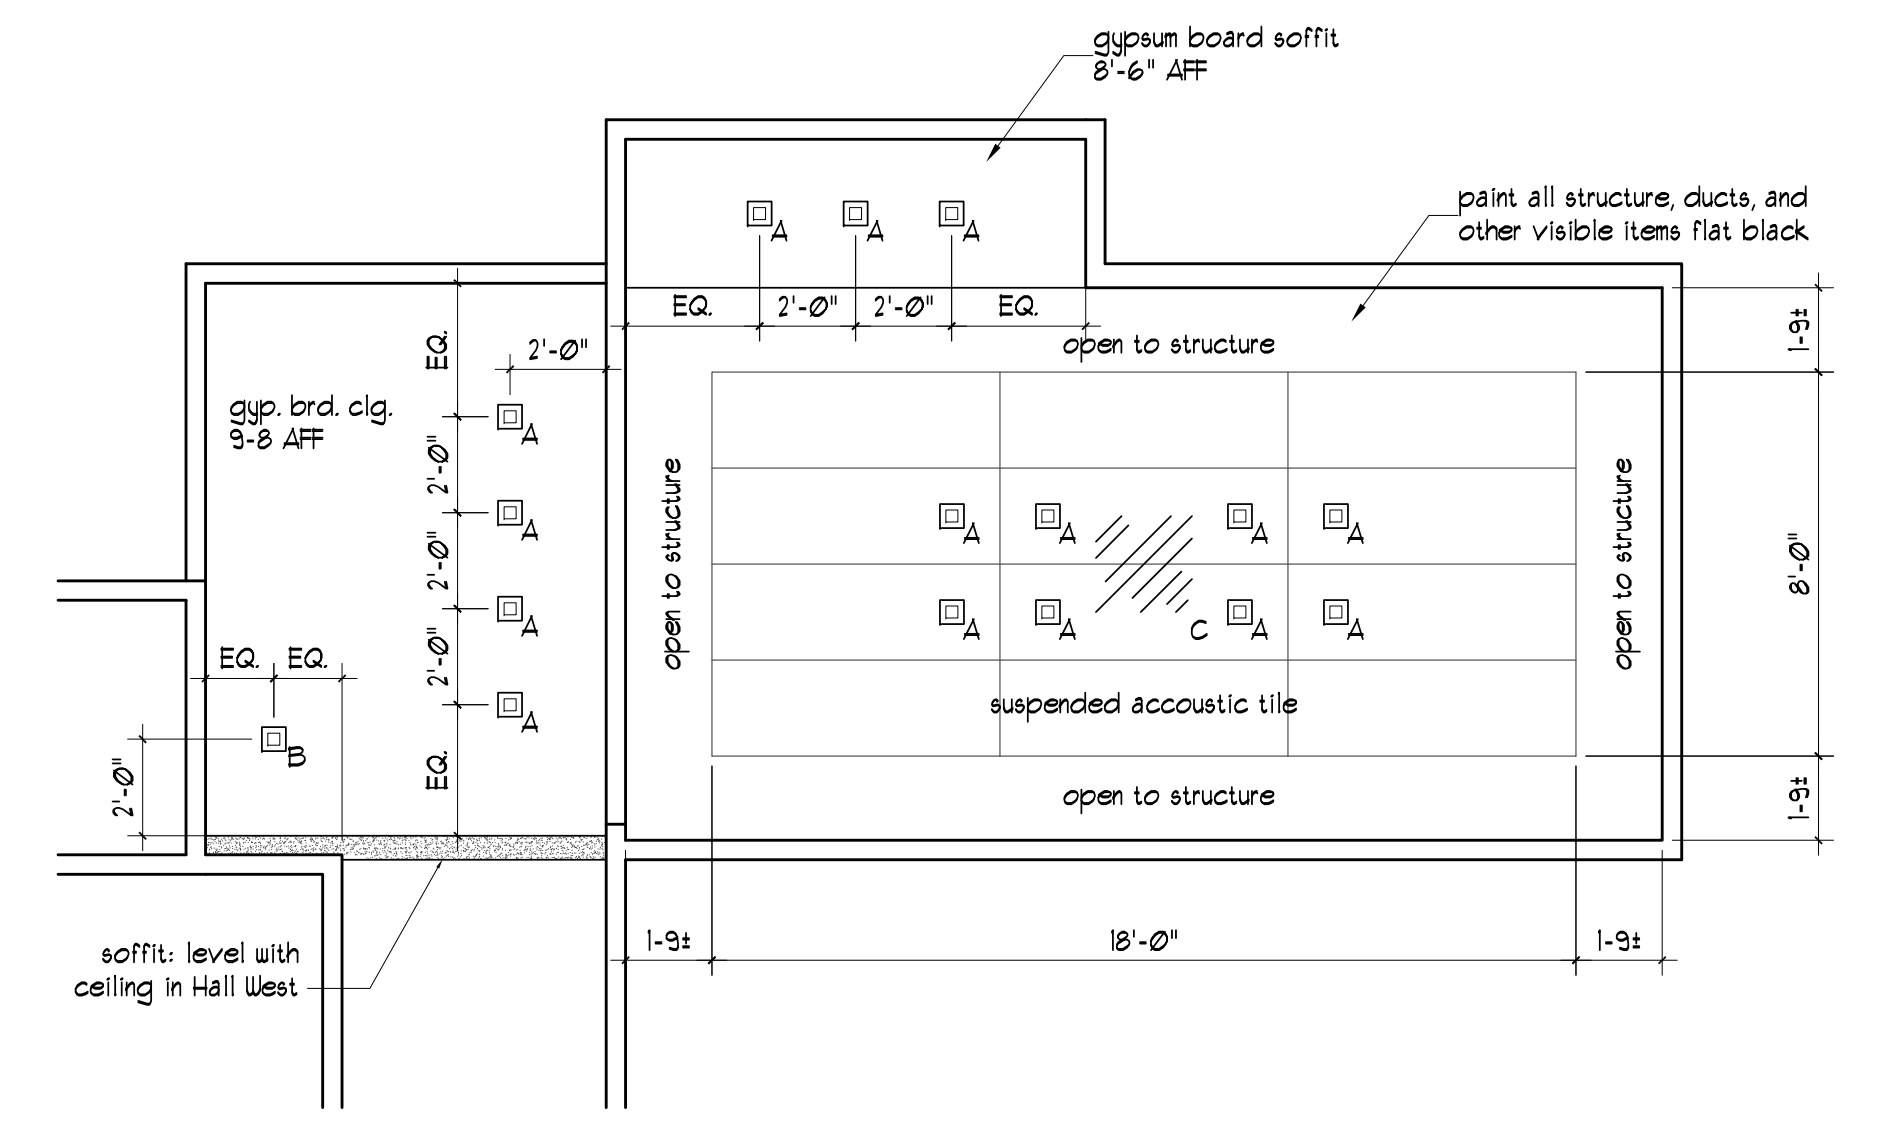 gypsum board soffit
8'-6" AFF
paint all structure, ducts, and
other visible items flat black
A
A
A
EQ.
2'-0"
2'-0"
EQ.
open to structure
1-9±
EQ.
2'-0"
gyp. brd. clg.
9-8 AFF
A
2'-0"
A
2'-0"
A
2'-0"
A
EQ.
EQ.
EQ.
B
2'-0"
open to structure
A
A
A
A
A
A
C
A
A
suspended accoustic tile
open to structure
open to structure
8'-0"
1-9±
1-9±
18'-0"
1-9±
soffit: level with
ceiling in Hall West